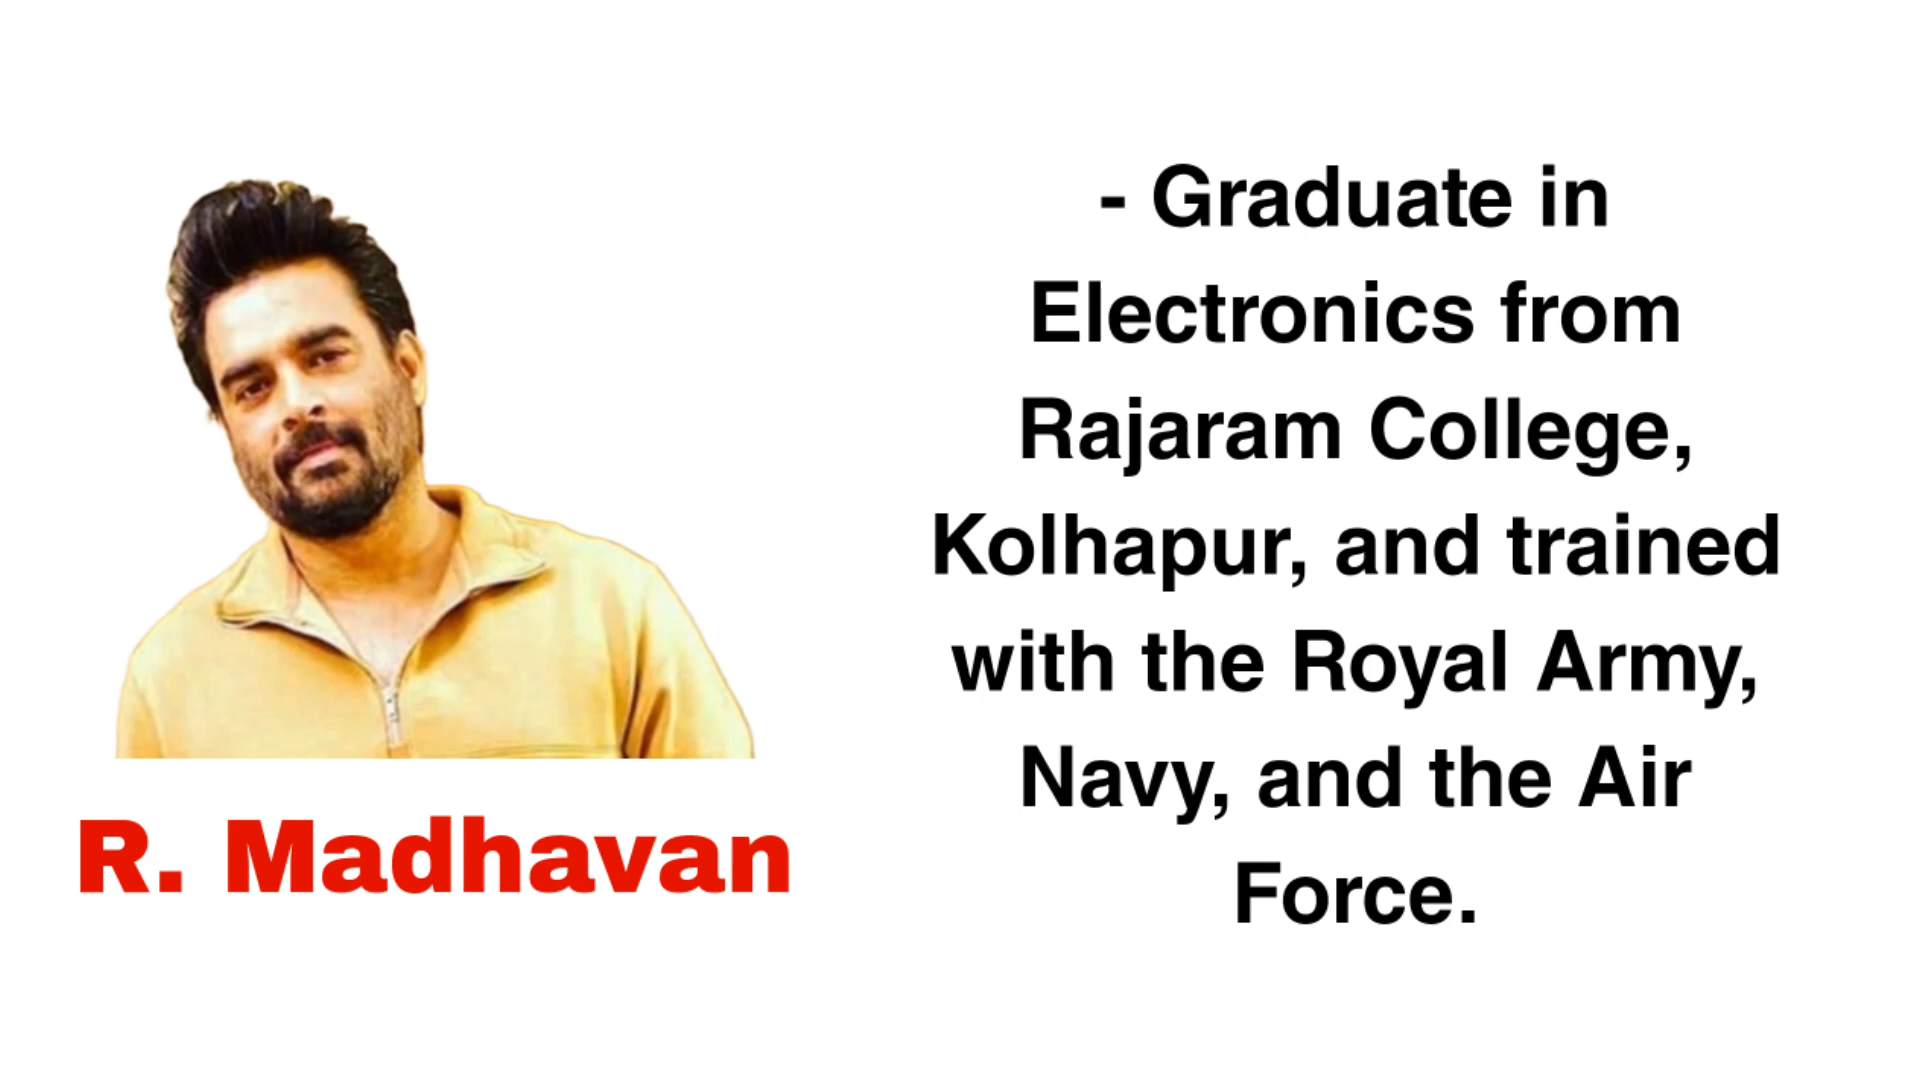 - Graduate in
Electronics from
Rajaram College,
Kolhapur, and trained
with the Royal Army,
Navy, and the Air
Force.
R. Madhavan